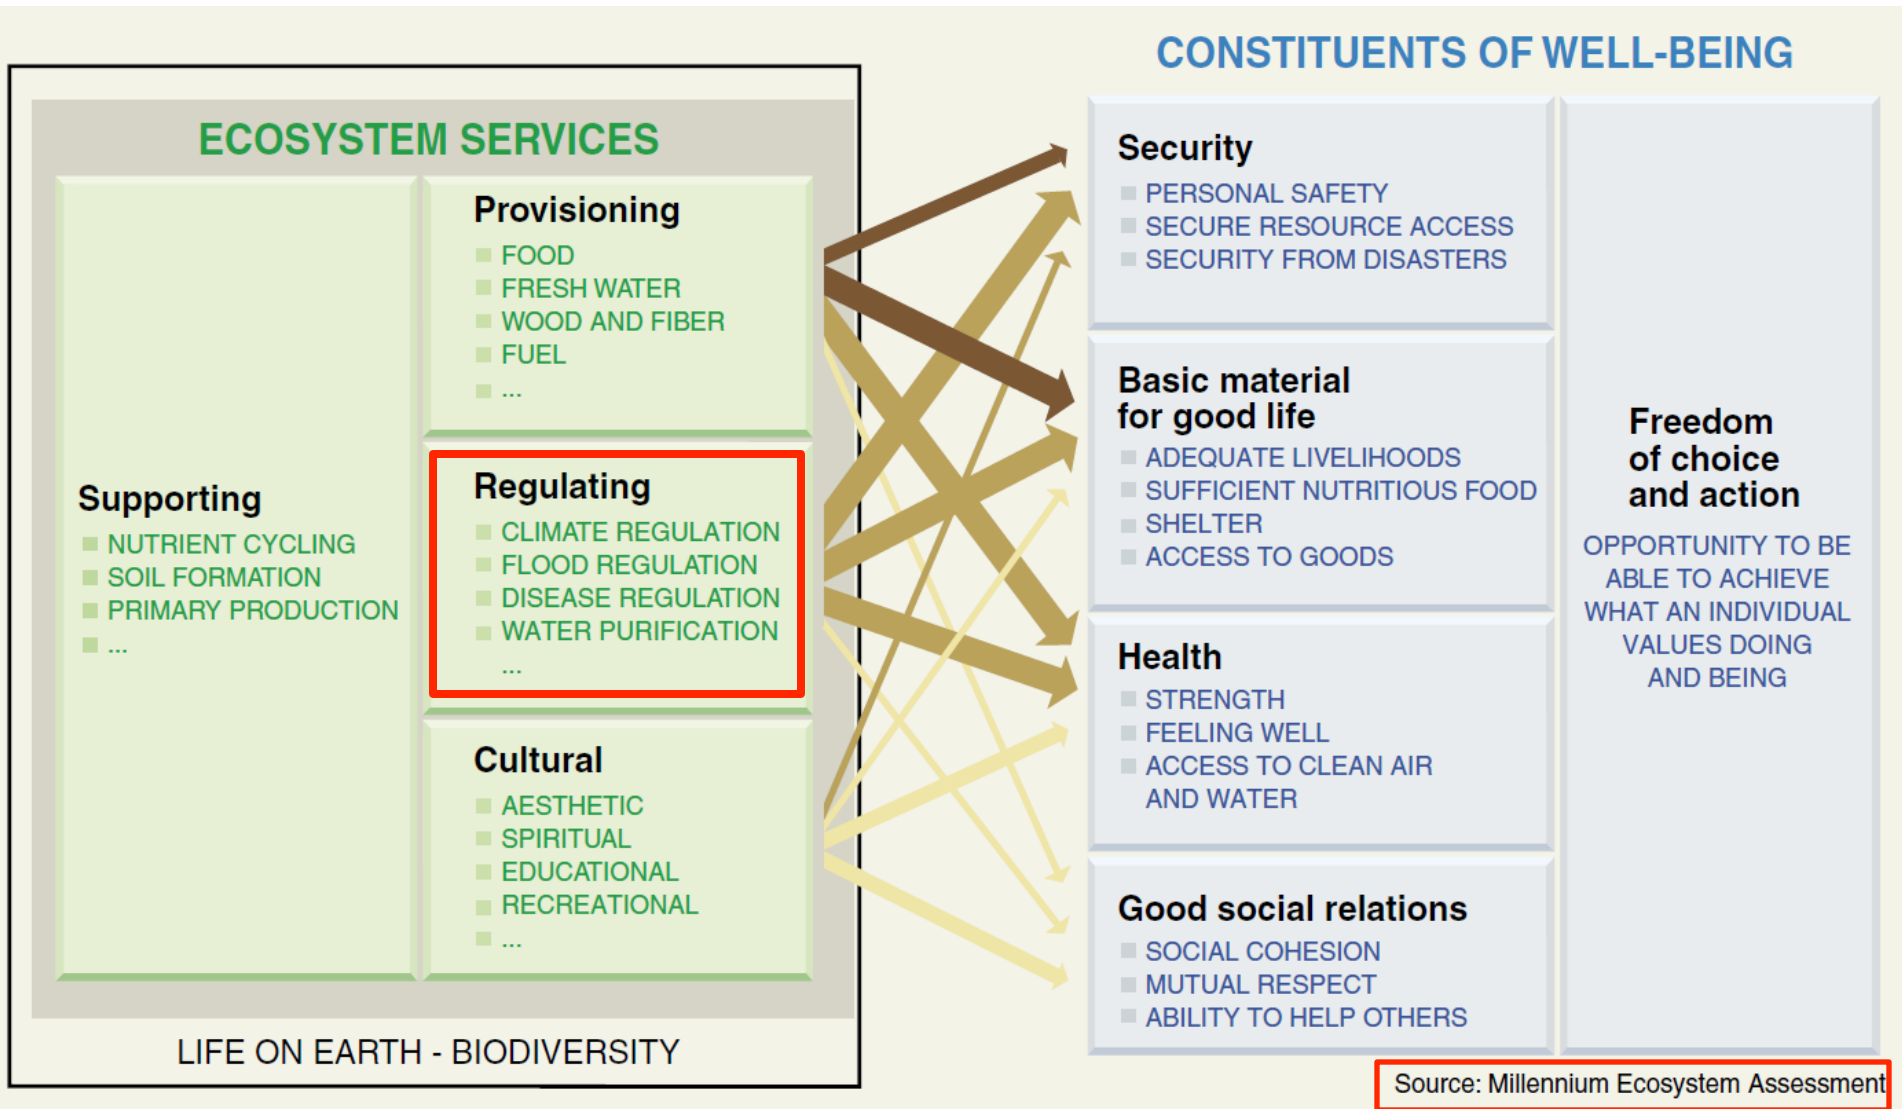 CONSTITUENTS OF WELL-BEING
ECOSYSTEM SERVICES
Supporting
NUTRIENT CYCLING
SOIL FORMATION
PRIMARY PRODUCTION
...
Provisioning
FOOD
FRESH WATER
WOOD AND FIBER
FUEL
...
Regulating
CLIMATE REGULATION
FLOOD REGULATION
DISEASE REGULATION
WATER PURIFICATION
...
Cultural
AESTHETIC
SPIRITUAL
EDUCATIONAL
RECREATIONAL
...
LIFE ON EARTH - BIODIVERSITY
Security
PERSONAL SAFETY
SECURE RESOURCE ACCESS
SECURITY FROM DISASTERS
Basic material
for good life
ADEQUATE LIVELIHOODS
SUFFICIENT NUTRITIOUS FOOD
SHELTER
ACCESS TO GOODS
Health
STRENGTH
FEELING WELL
ACCESS TO CLEAN AIR
AND WATER
Good social relations
SOCIAL COHESION
MUTUAL RESPECT
ABILITY TO HELP OTHERS
Freedom
of choice
and action
OPPORTUNITY TO BE
ABLE TO ACHIEVE
WHAT AN INDIVIDUAL
VALUES DOING
AND BEING
Source: Millennium Ecosystem Assessment